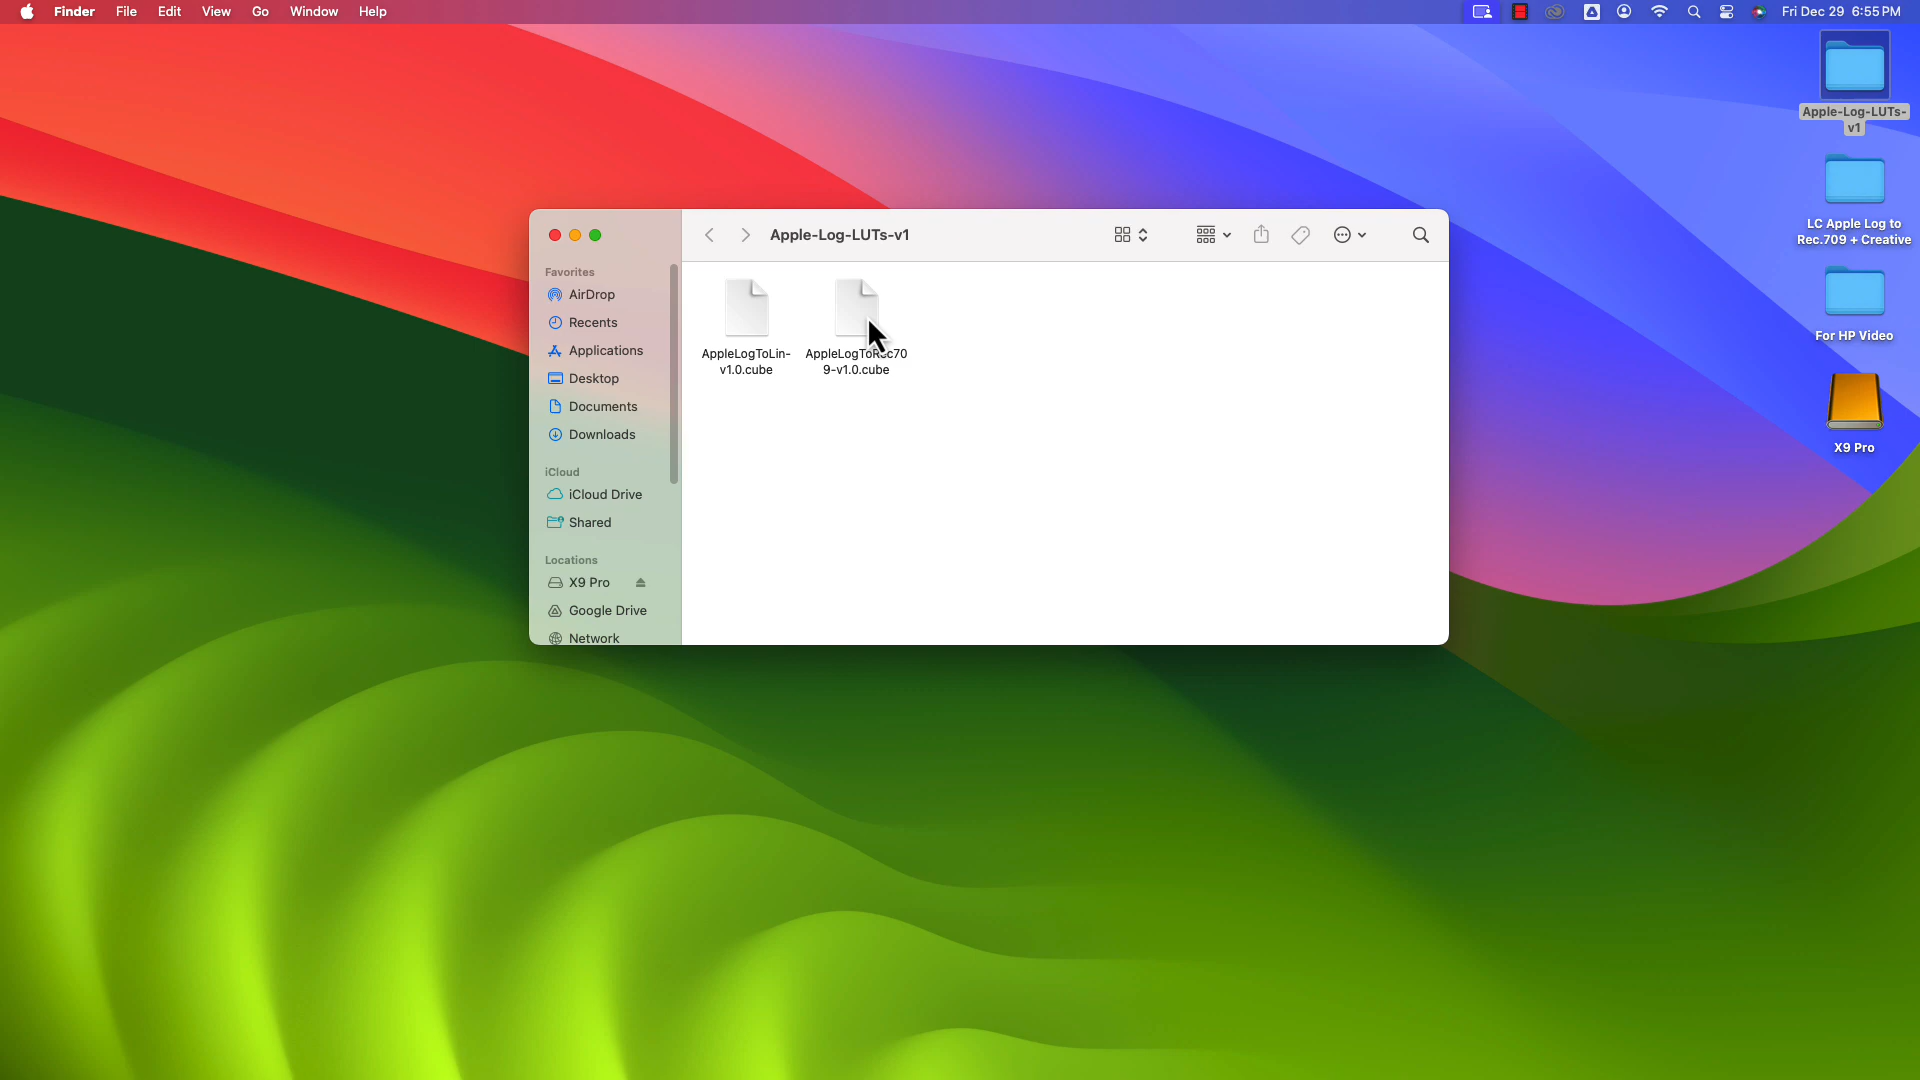 Finder File Edit View Go Window Help
Fri Dec 29 6:55 PM
Apple-Log-LUTs-
v1
LC Apple Log to
Rec.709 + Creative
For HP Video
X9 Pro
Apple-Log-LUTs-v1
Favorites
AirDrop
Recents
Applications
Desktop
Documents
Downloads
iCloud
iCloud Drive
Shared
Locations
X9 Pro
Google Drive
Network
AppleLogToLin-
v1.0.cube
AppleLogToRec70
9-v1.0.cube